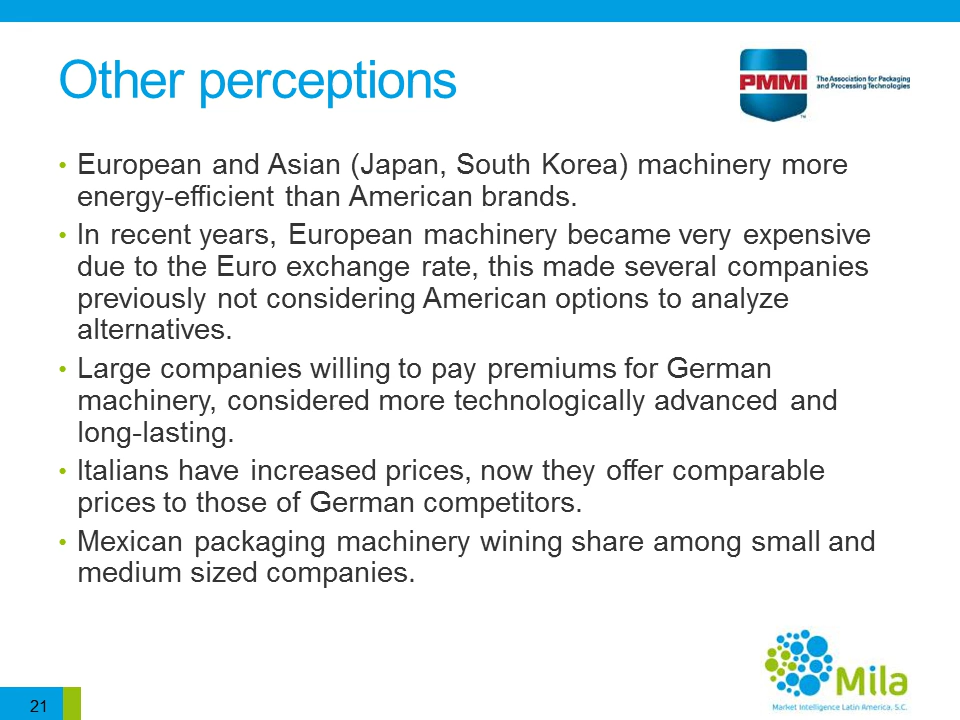 Other perceptions
PMMI
The Association for Packaging
and Processing Technologies
TM
• European and Asian (Japan, South Korea) machinery more
energy-efficient than American brands.
• In recent years, European machinery became very expensive
due to the Euro exchange rate, this made several companies
previously not considering American options to analyze
alternatives.
• Large companies willing to pay premiums for German
machinery, considered more technologically advanced and
long-lasting.
• Italians have increased prices, now they offer comparable
prices to those of German competitors.
• Mexican packaging machinery wining share among small and
medium sized companies.
Mila
Market Intelligence Latin America, S.C.
21